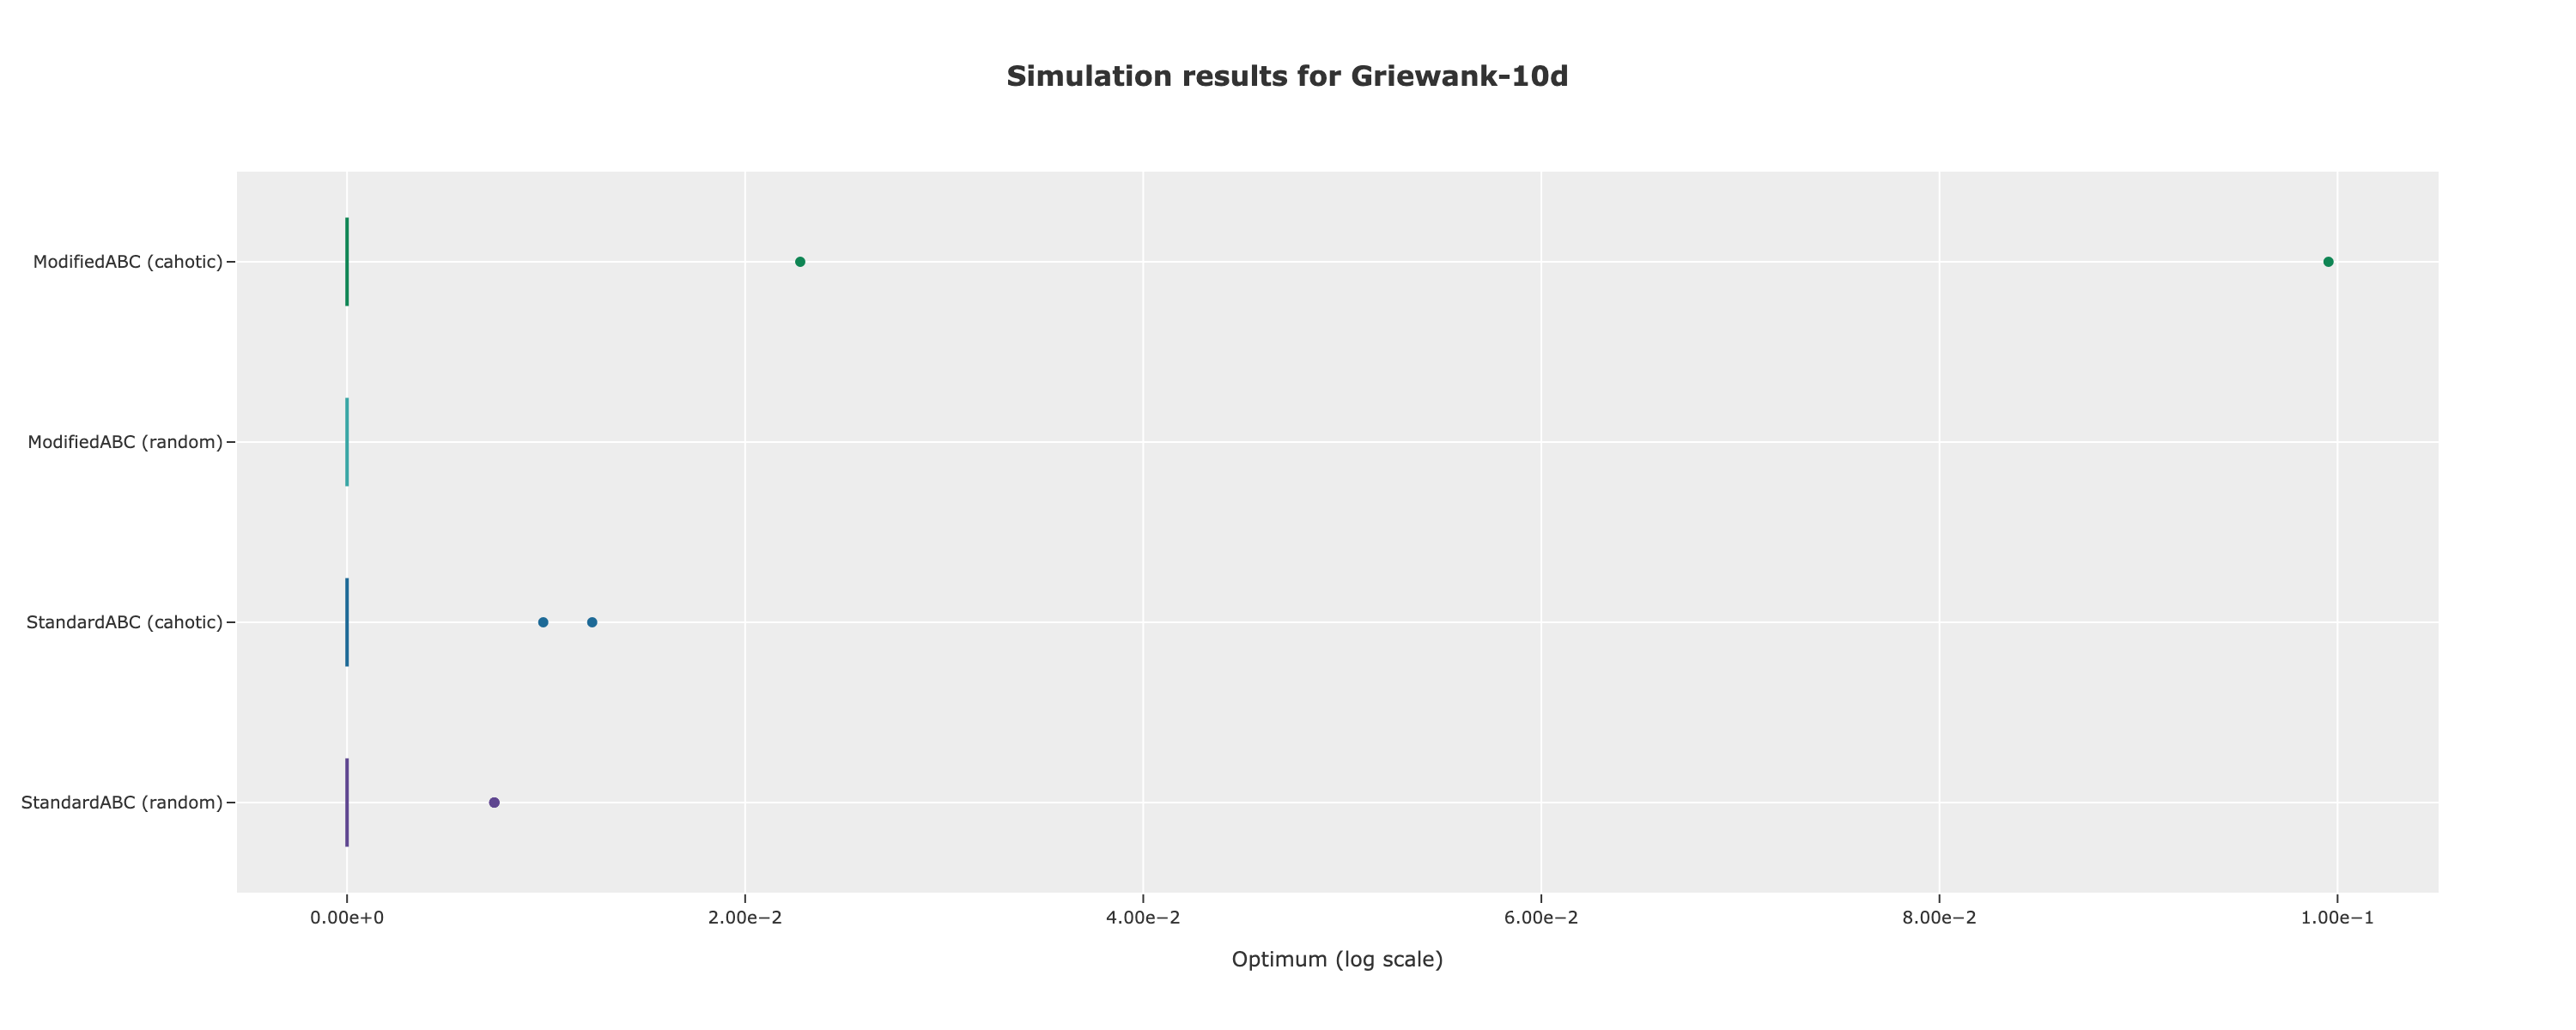 Simulation results for Griewank-10d
ModifiedABC (cahotic)
ModifiedABC (random)
StandardABC (cahotic)
StandardABC (random)
0.00e+0 2.00e−2 4.00e−2 6.00e−2 8.00e−2 1.00e−1
Optimum (log scale)